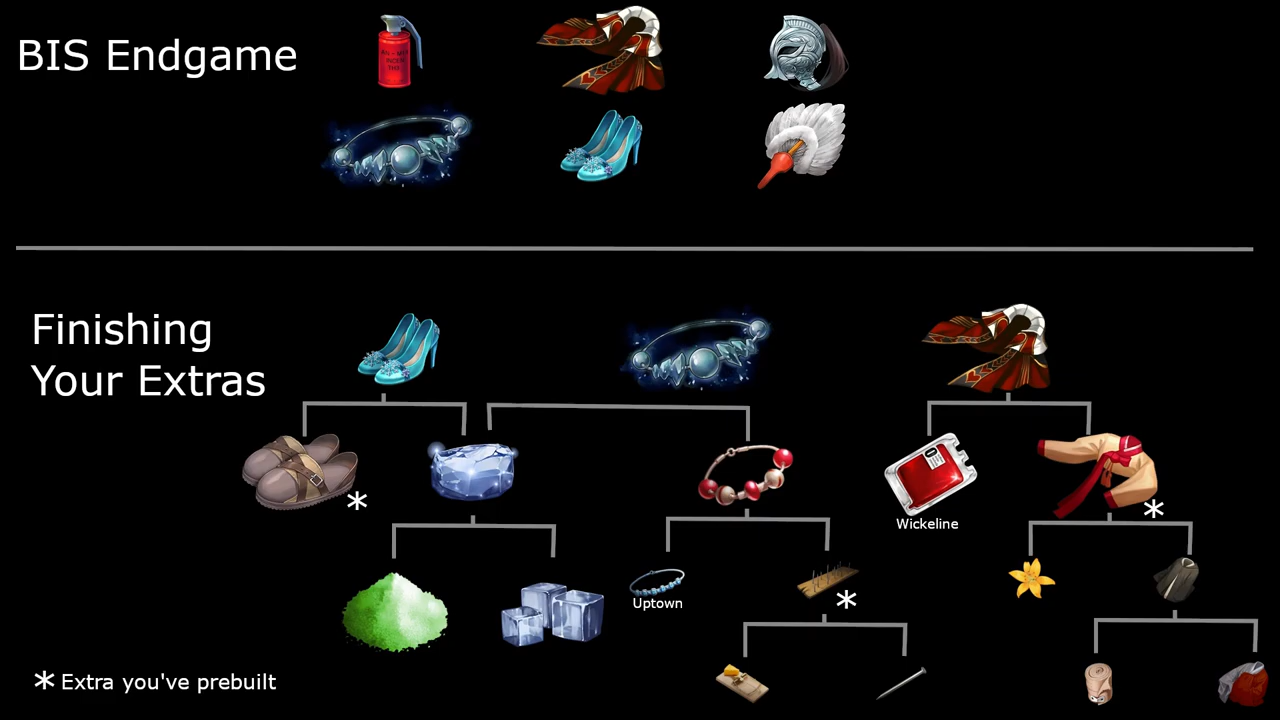 BIS Endgame
Finishing
Your Extras
Wickeline
Uptown
* Extra you've prebuilt